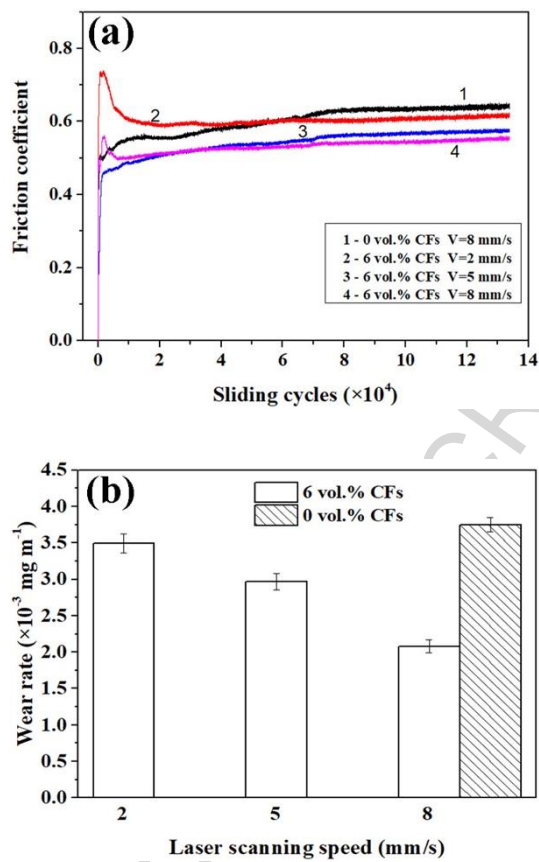 (a)
0.8
0.6
0.4
0.2
0.0
Friction coefficient
1
2
3
4
1 - 0 vol.% CFs V=8 mm/s
2 - 6 vol.% CFs V=2 mm/s
3 - 6 vol.% CFs V=5 mm/s
4 - 6 vol.% CFs V=8 mm/s
0 2 4 6 8 10 12 14
Sliding cycles (×10⁴)
(b)
4.5
4.0
3.5
3.0
2.5
2.0
1.5
1.0
0.5
0.0
Wear rate (×10⁻³ mg m⁻¹)
6 vol.% CFs
0 vol.% CFs
2 5 8
Laser scanning speed (mm/s)